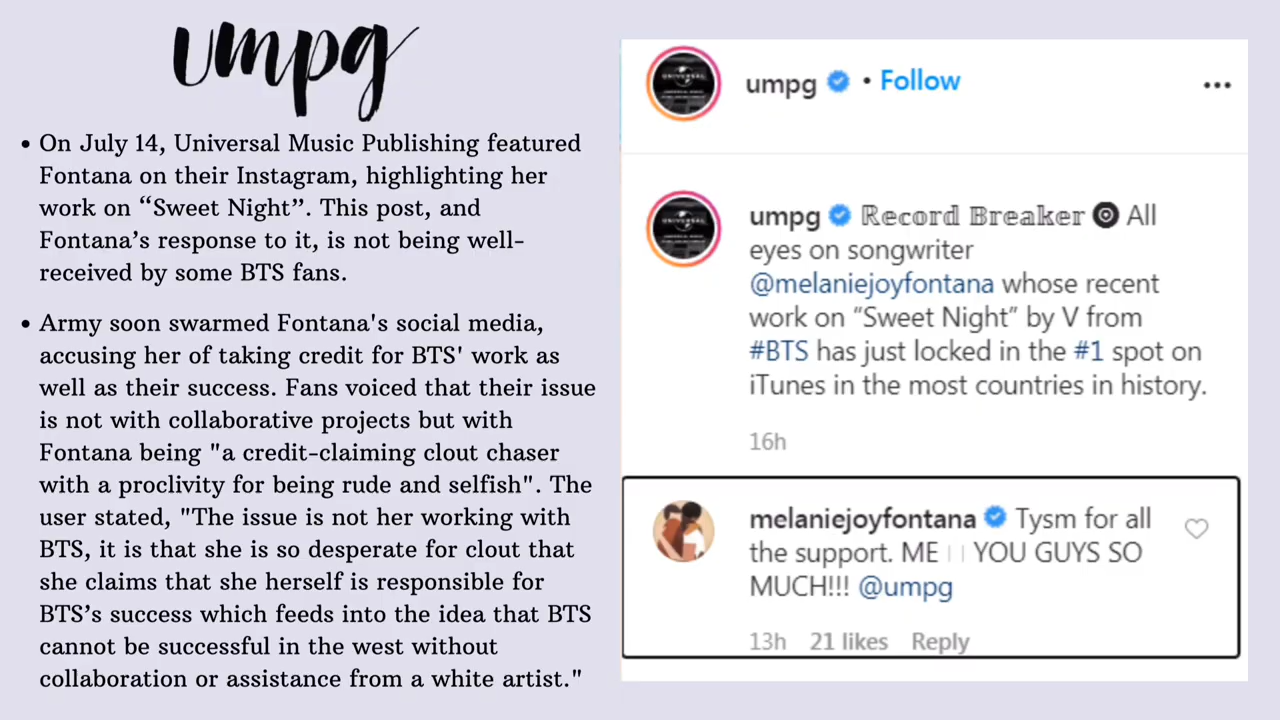 umpg
• On July 14, Universal Music Publishing featured
Fontana on their Instagram, highlighting her
work on “Sweet Night”. This post, and
Fontana’s response to it, is not being well-
received by some BTS fans.
• Army soon swarmed Fontana's social media,
accusing her of taking credit for BTS' work as
well as their success. Fans voiced that their issue
is not with collaborative projects but with
Fontana being "a credit-claiming clout chaser
with a proclivity for being rude and selfish". The
user stated, "The issue is not her working with
BTS, it is that she is so desperate for clout that
she claims that she herself is responsible for
BTS’s success which feeds into the idea that BTS
cannot be successful in the west without
collaboration or assistance from a white artist."
UNIVERSAL
umpg • Follow
UNIVERSAL
umpg ℝ𝕖𝕔𝕠𝕣𝕕 𝔹𝕣𝕖𝕒𝕜𝕖𝕣 All
eyes on songwriter
@melaniejoyfontana whose recent
work on “Sweet Night” by V from
#BTS has just locked in the #1 spot on
iTunes in the most countries in history.
16h
melaniejoyfontana Tysm for all
the support. ME YOU GUYS SO
MUCH!!! @umpg
13h 21 likes Reply